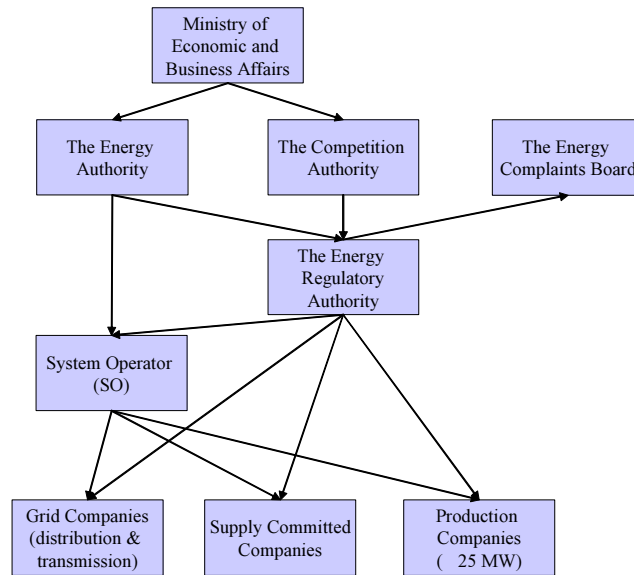 Ministry of
Economic and
Business Affairs
The Energy
Authority
The Competition
Authority
The Energy
Complaints Board
The Energy
Regulatory
Authority
System Operator
(SO)
Grid Companies
(distribution &
transmission)
Supply Committed
Companies
Production
Companies
( 25 MW)